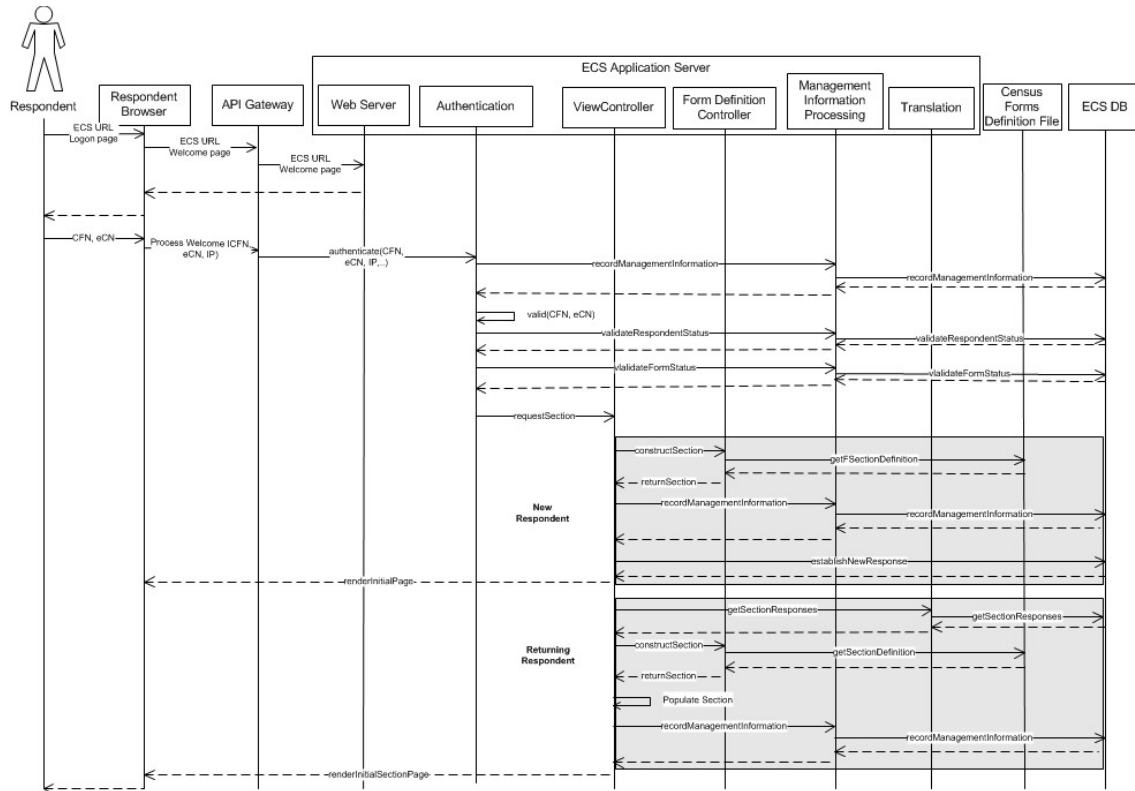 ECS Application Server
Respondent
Respondent
Browser
API Gateway
Web Server
Authentication
ViewController
Form Definition
Controller
Management
Information
Processing
Translation
Census
Forms
Definition File
ECS DB
ECS URL
Logon page
ECS URL
Welcome page
ECS URL
Welcome page
CFN, eCN
Process Welcome ICFN,
eCN, IP)
authenticate(CFN,
eCN, IP,..)
recordManagementInformation
recordManagementInformation
valid(CFN, eCN)
validateRespondentStatus
validateRespondentStatus
vlalidateFormStatus
vlalidateFormStatus
requestSection
constructSection
getFSectionDefinition
returnSection
New
Respondent
recordManagementInformation
recordManagementInformation
establishNewResponse
renderInitialPage
getSectionResponses
getSectionResponses
Returning
Respondent
constructSection
getSectionDefinition
returnSection
Populate Section
recordManagementInformation
recordManagementInformation
renderInitialSectionPage